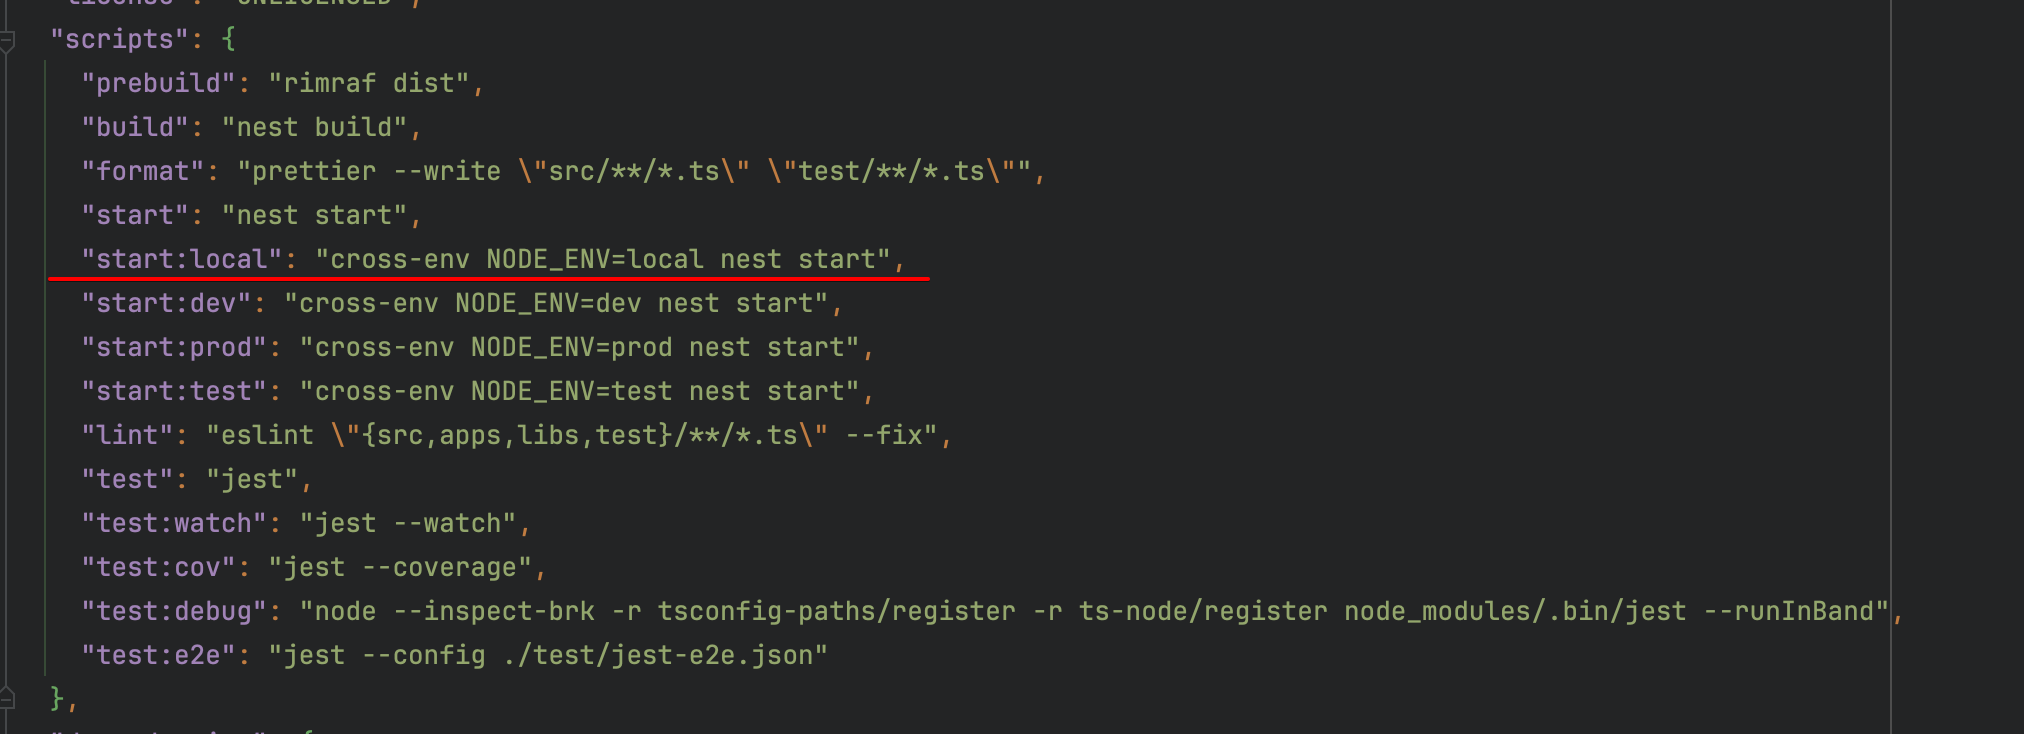 "scripts": {
"prebuild": "rimraf dist",
"build": "nest build",
"format": "prettier --write \"src/**/*.ts\" \"test/**/*.ts\"",
"start": "nest start",
"start:local": "cross-env NODE_ENV=local nest start",
"start:dev": "cross-env NODE_ENV=dev nest start",
"start:prod": "cross-env NODE_ENV=prod nest start",
"start:test": "cross-env NODE_ENV=test nest start",
"lint": "eslint \"{src,apps,libs,test}/**/*.ts\" --fix",
"test": "jest",
"test:watch": "jest --watch",
"test:cov": "jest --coverage",
"test:debug": "node --inspect-brk -r tsconfig-paths/register -r ts-node/register node_modules/.bin/jest --runInBand",
"test:e2e": "jest --config ./test/jest-e2e.json"
},